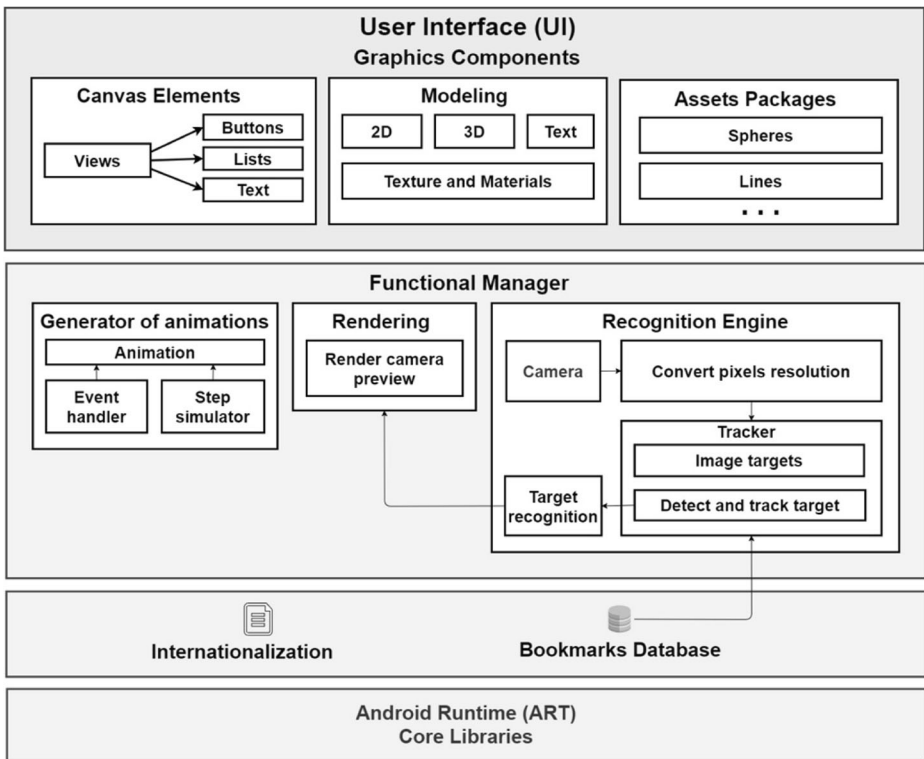 User Interface (UI)
Graphics Components
Canvas Elements
Views
Buttons
Lists
Text
Modeling
2D
3D
Text
Texture and Materials
Assets Packages
Spheres
Lines
. . .
Functional Manager
Generator of animations
Animation
Event
handler
Step
simulator
Rendering
Render camera
preview
Recognition Engine
Camera
Convert pixels resolution
Tracker
Image targets
Detect and track target
Target
recognition
Internationalization
Bookmarks Database
Android Runtime (ART)
Core Libraries